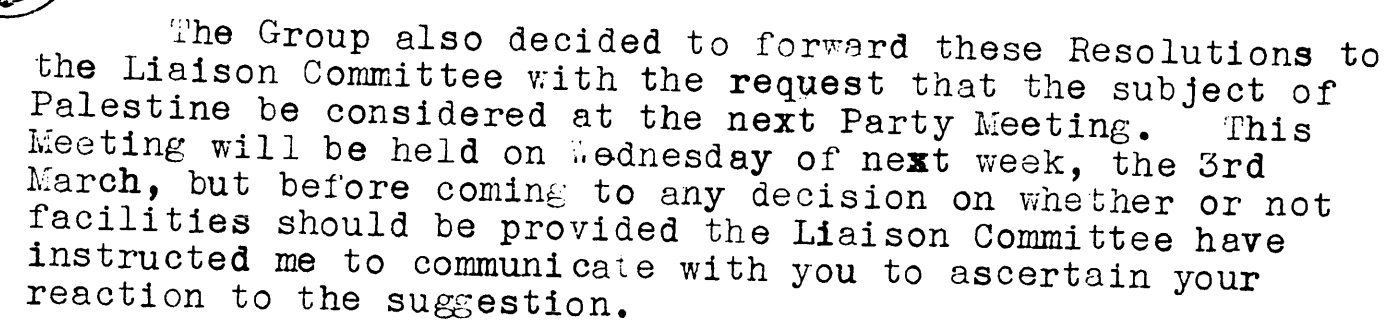 The Group also decided to forward these Resolutions to
the Liaison Committee with the request that the subject of
Palestine be considered at the next Party Meeting. This
Meeting will be held on Wednesday of next week, the 3rd
March, but before coming to any decision on whether or not
facilities should be provided the Liaison Committee have
instructed me to communicate with you to ascertain your
reaction to the suggestion.